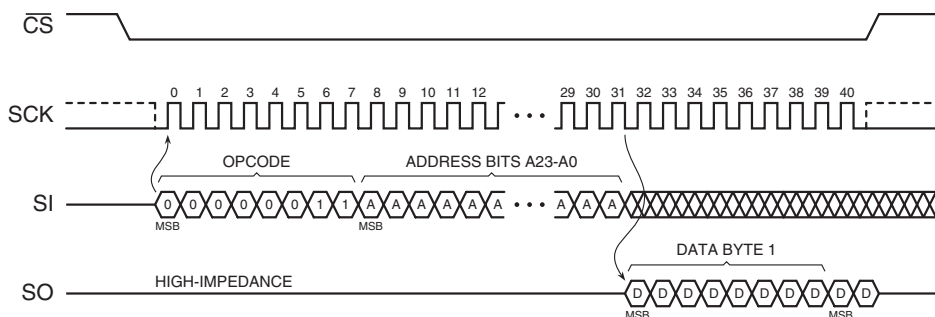 CS
SCK 0 1 2 3 4 5 6 7 8 9 10 11 12 29 30 31 32 33 34 35 36 37 38 39 40
OPCODE ADDRESS BITS A23-A0
SI 0 0 0 0 0 0 1 1 A A A A A A A A A
MSB MSB
DATA BYTE 1
SO HIGH-IMPEDANCE D D D D D D D D D D
MSB MSB